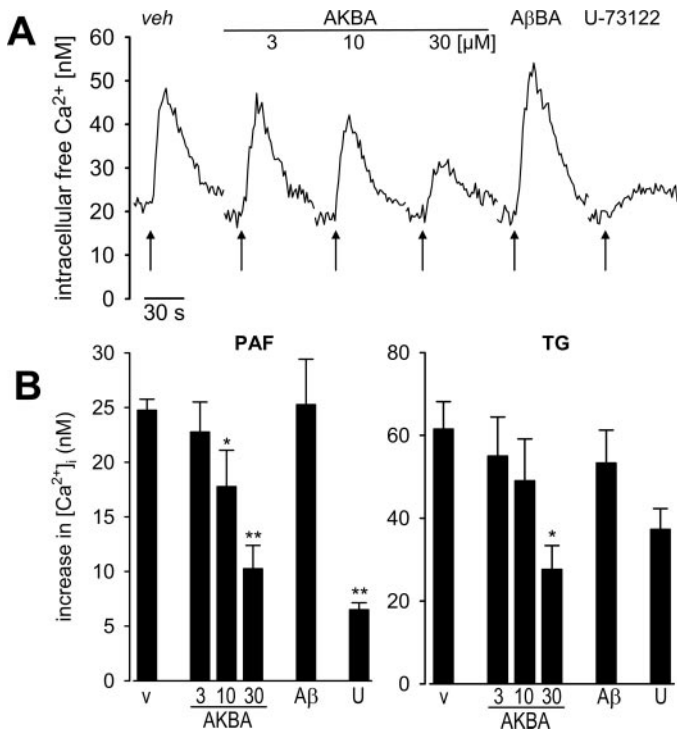 A
veh AKBA AβBA U-73122
3 10 30 [µM]
intracellular free Ca²⁺ [nM]
60
50
40
30
20
10
0
30 s
B
PAF
increase in [Ca²⁺]ᵢ (nM)
30
25
20
15
10
5
0
*
**
**
v 3 10 30 Aβ U
AKBA
TG
80
60
40
20
0
*
v 3 10 30 Aβ U
AKBA